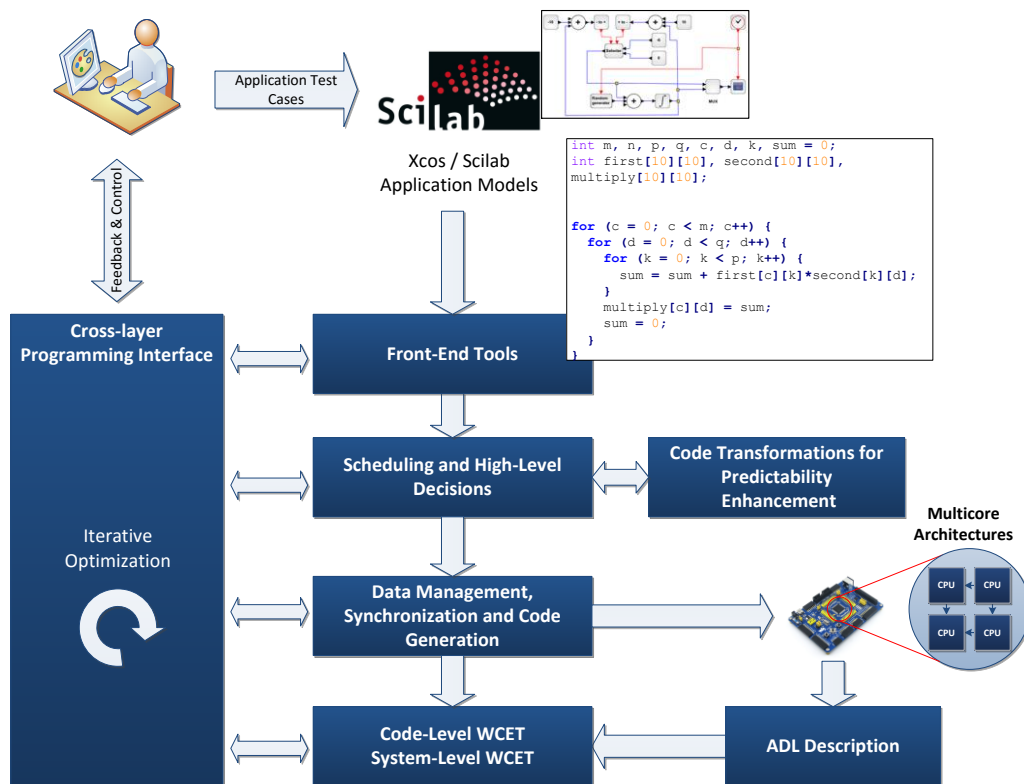 Application Test
Cases
Scilab
Xcos / Scilab
Application Models
MUX
int m, n, p, q, c, d, k, sum = 0;
int first[10][10], second[10][10],
multiply[10][10];
for (c = 0; c < m; c++) {
for (d = 0; d < q; d++) {
for (k = 0; k < p; k++) {
sum = sum + first[c][k]*second[k][d];
}
multiply[c][d] = sum;
sum = 0;
}
}
Feedback & Control
Cross-layer
Programming Interface
Iterative
Optimization
Front-End Tools
Scheduling and High-Level
Decisions
Code Transformations for
Predictability
Enhancement
Data Management,
Synchronization and Code
Generation
Multicore
Architectures
CPU
CPU
CPU
CPU
Code-Level WCET
System-Level WCET
ADL Description